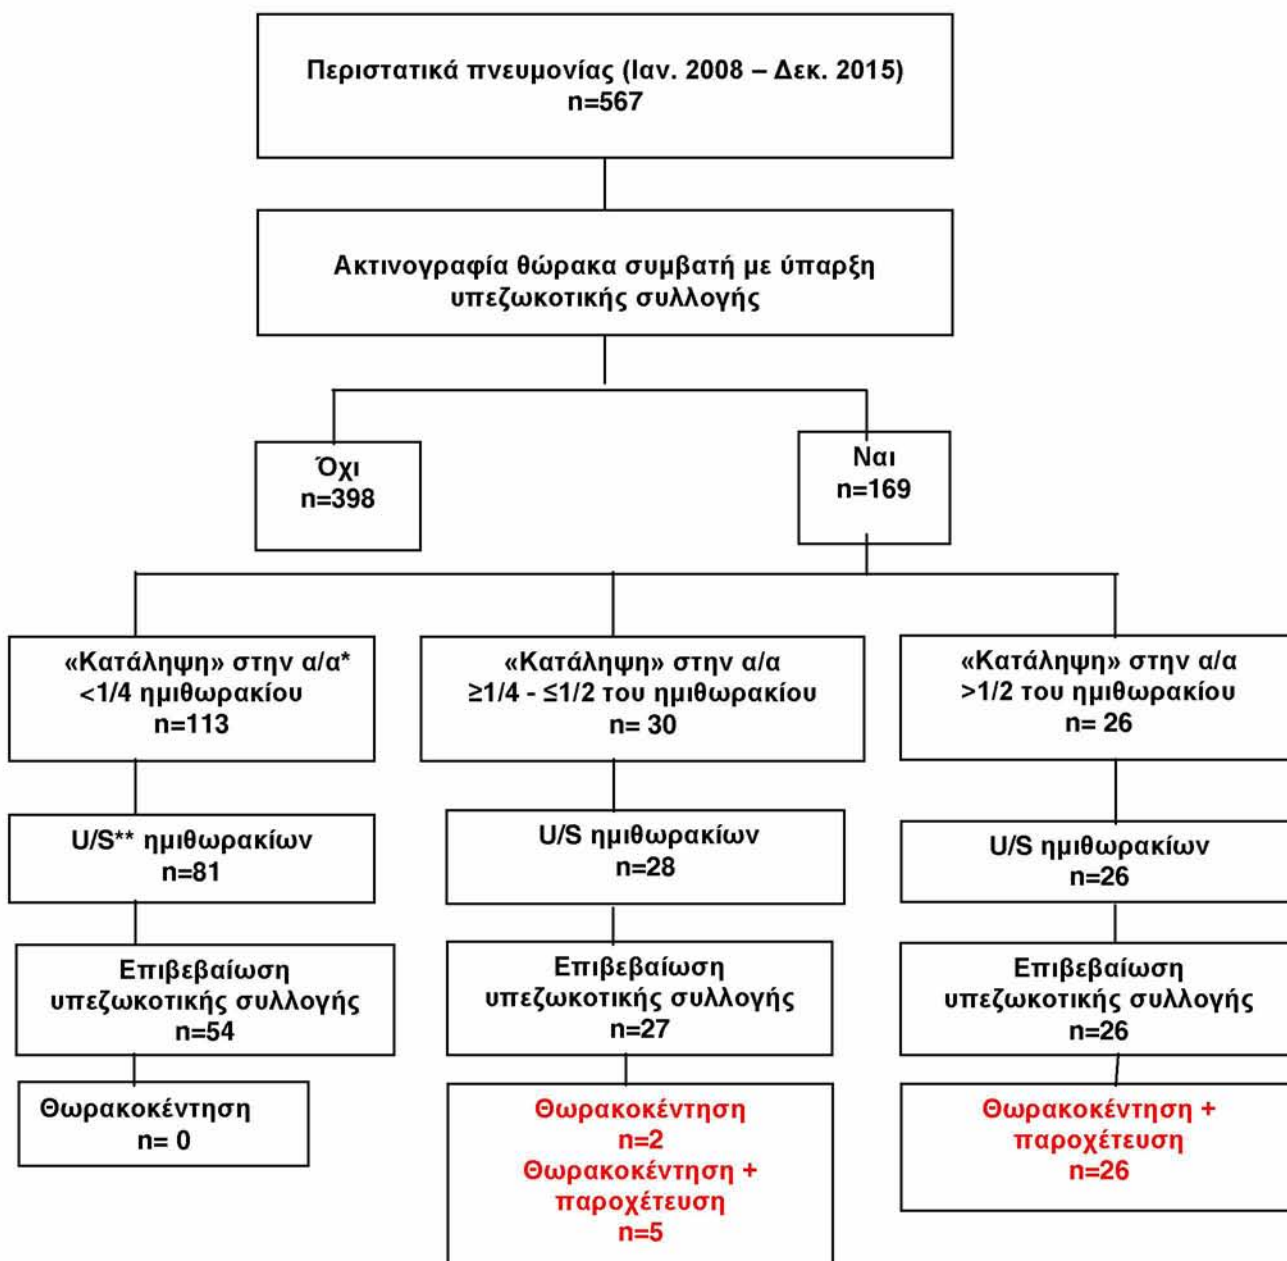 Περιστατικά πνευμονίας (Ιαν. 2008 – Δεκ. 2015)
n=567
Ακτινογραφία θώρακα συμβατή με ύπαρξη
υπεζωκοτικής συλλογής
Όχι
n=398
Ναι
n=169
«Κατάληψη» στην α/α*
<1/4 ημιθωρακίου
n=113
«Κατάληψη» στην α/α
≥1/4 - ≤1/2 του ημιθωρακίου
n= 30
«Κατάληψη» στην α/α
>1/2 του ημιθωρακίου
n= 26
U/S** ημιθωρακίων
n=81
U/S ημιθωρακίων
n=28
U/S ημιθωρακίων
n=26
Επιβεβαίωση
υπεζωκοτικής συλλογής
n=54
Επιβεβαίωση
υπεζωκοτικής συλλογής
n=27
Επιβεβαίωση
υπεζωκοτικής συλλογής
n=26
Θωρακοκέντηση
n= 0
Θωρακοκέντηση
n=2
Θωρακοκέντηση +
παροχέτευση
n=5
Θωρακοκέντηση +
παροχέτευση
n=26